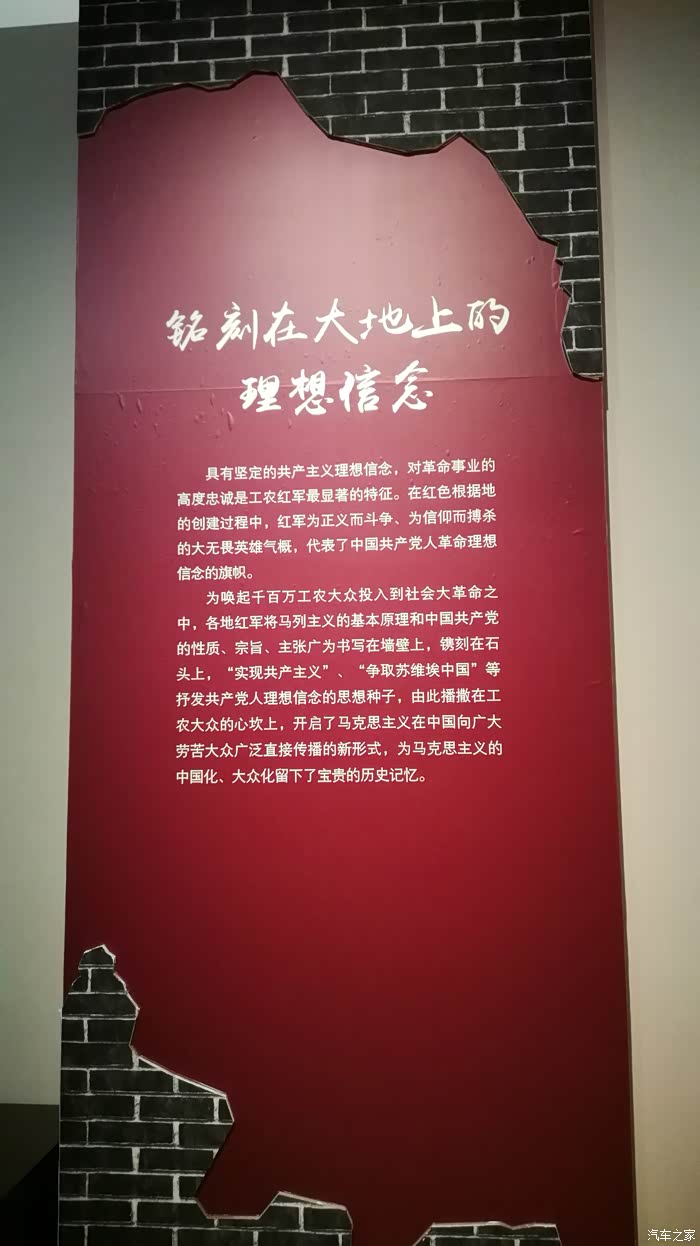 铭刻在大地上的
理想信念
具有坚定的共产主义理想信念，对革命事业的
高度忠诚是工农红军最显著的特征。在红色根据地
的创建过程中，红军为正义而斗争、为信仰而搏杀
的大无畏英雄气概，代表了中国共产党人革命理想
信念的旗帜。
为唤起千百万工农大众投入到社会大革命之
中，各地红军将马列主义的基本原理和中国共产党
的性质、宗旨、主张广为书写在墙壁上，镌刻在石
头上，“实现共产主义”、“争取苏维埃中国”等
抒发共产党人理想信念的思想种子，由此播撒在工
农大众的心坎上，开启了马克思主义在中国向广大
劳苦大众广泛直接传播的新形式，为马克思主义的
中国化、大众化留下了宝贵的历史记忆。
汽车之家